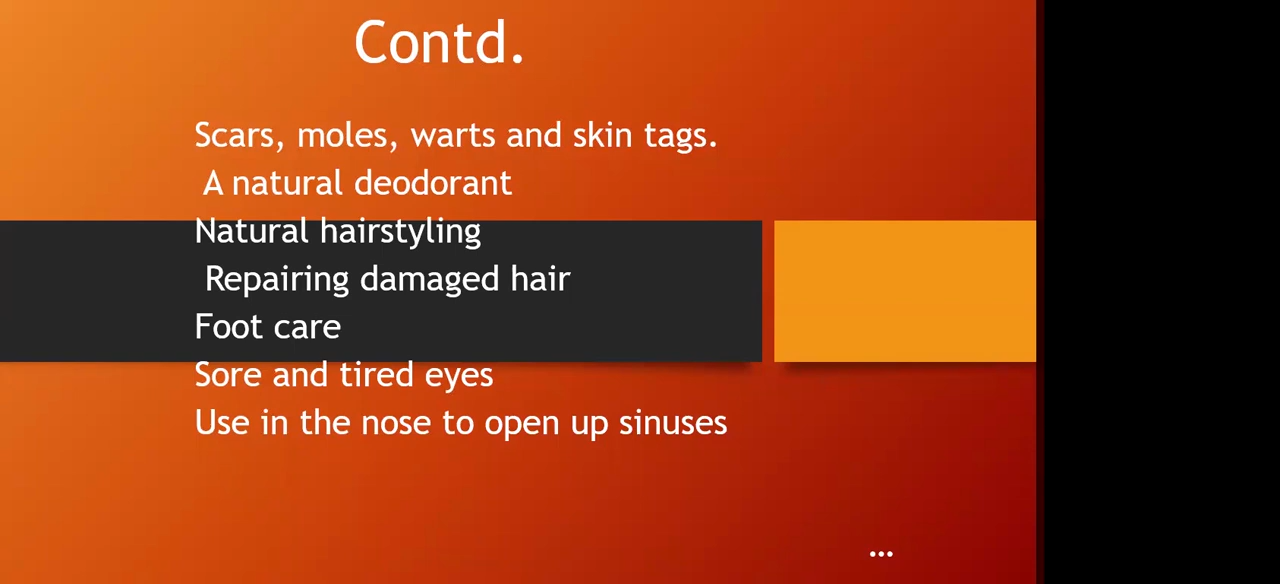 Contd.
Scars, moles, warts and skin tags.
A natural deodorant
Natural hairstyling
Repairing damaged hair
Foot care
Sore and tired eyes
Use in the nose to open up sinuses
...